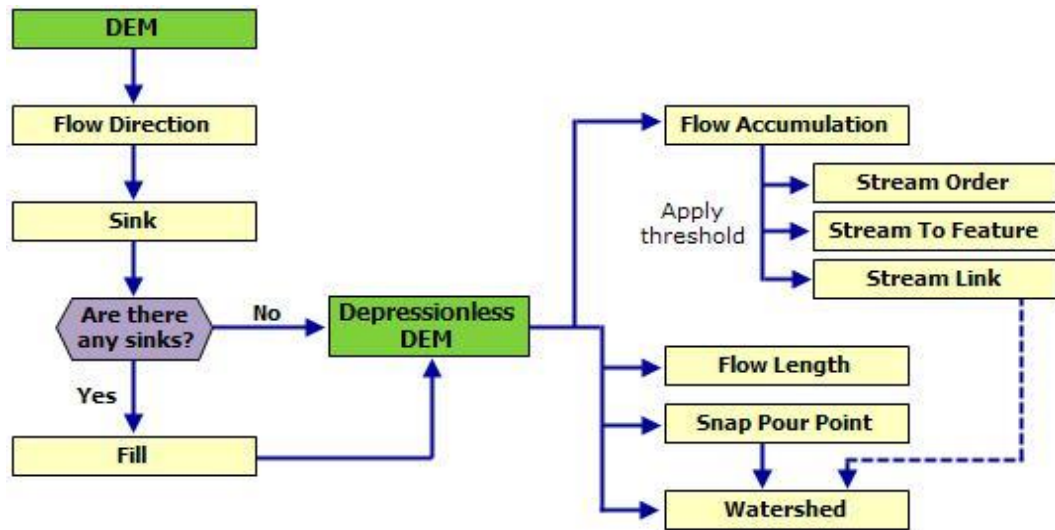 DEM
Flow Direction
Sink
Are there
any sinks?
No
Yes
Fill
Depressionless
DEM
Flow Accumulation
Apply
threshold
Stream Order
Stream To Feature
Stream Link
Flow Length
Snap Pour Point
Watershed